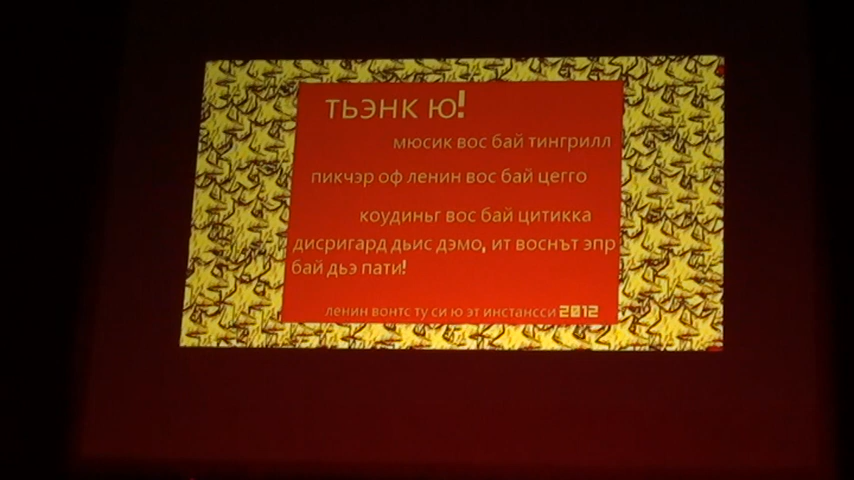 тьэнк ю!
мюсик вос бай тингрилл
пикчэр оф ленин вос бай цегго
коудиньг вос бай цитикка
дисригард дьис дэмо, ит воснът эпр
бай дьэ пати!
ленин вонтс ту си ю эт инстансси 2012